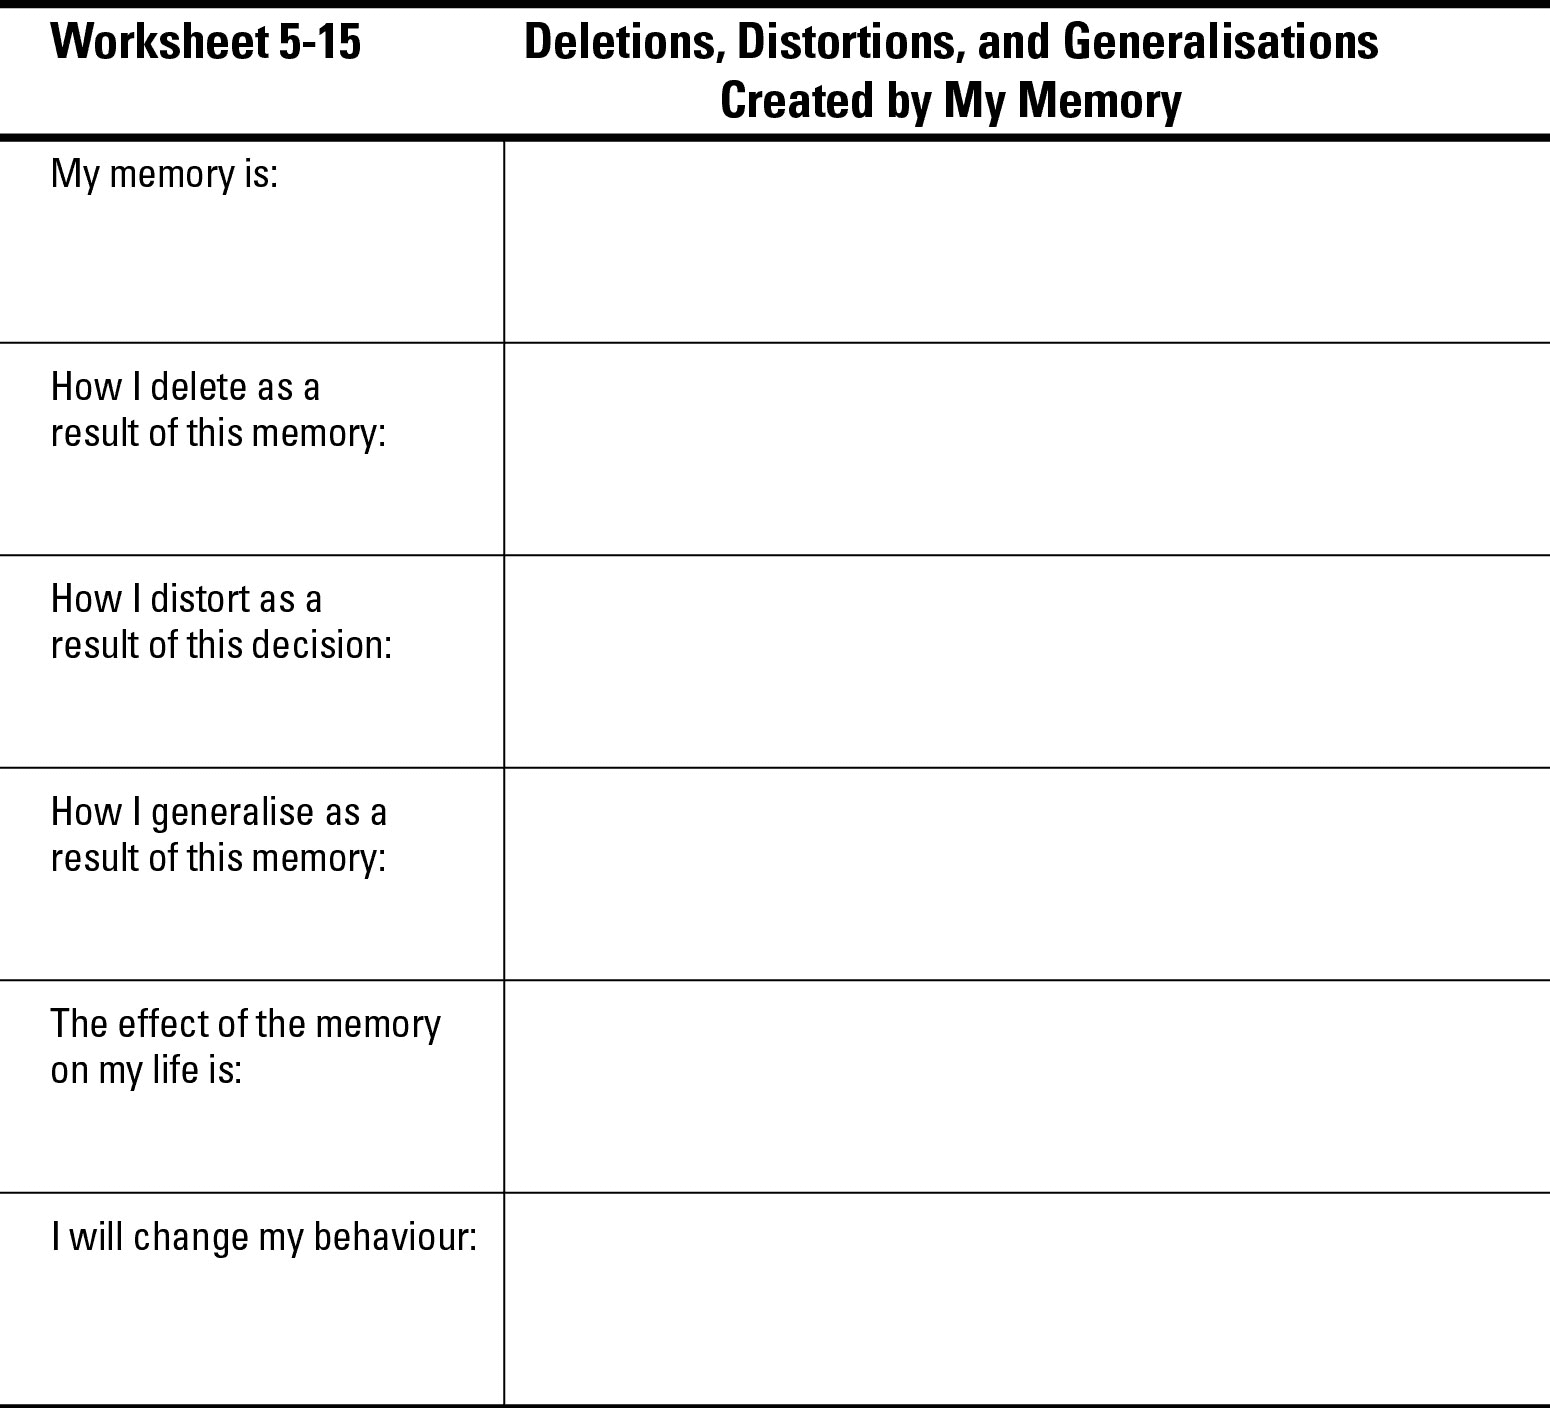 Worksheet 5-15 Deletions, Distortions, and Generalisations
Created by My Memory
My memory is:
How I delete as a
result of this memory:
How I distort as a
result of this decision:
How I generalise as a
result of this memory:
The effect of the memory
on my life is:
I will change my behaviour: